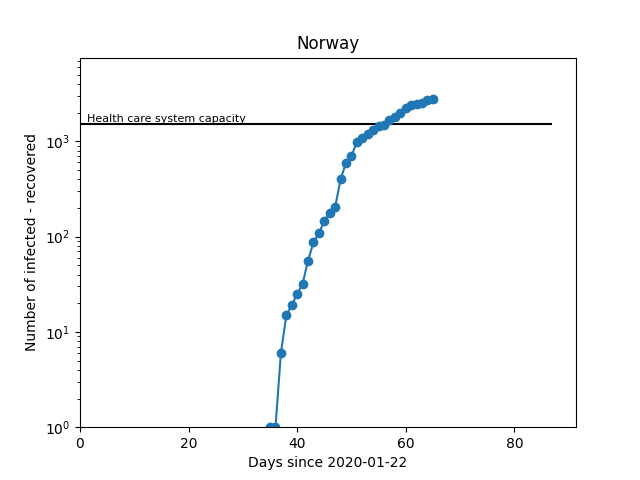 Norway
Health care system capacity
Number of infected - recovered
10^3
10^2
10^1
10^0
0 20 40 60 80
Days since 2020-01-22